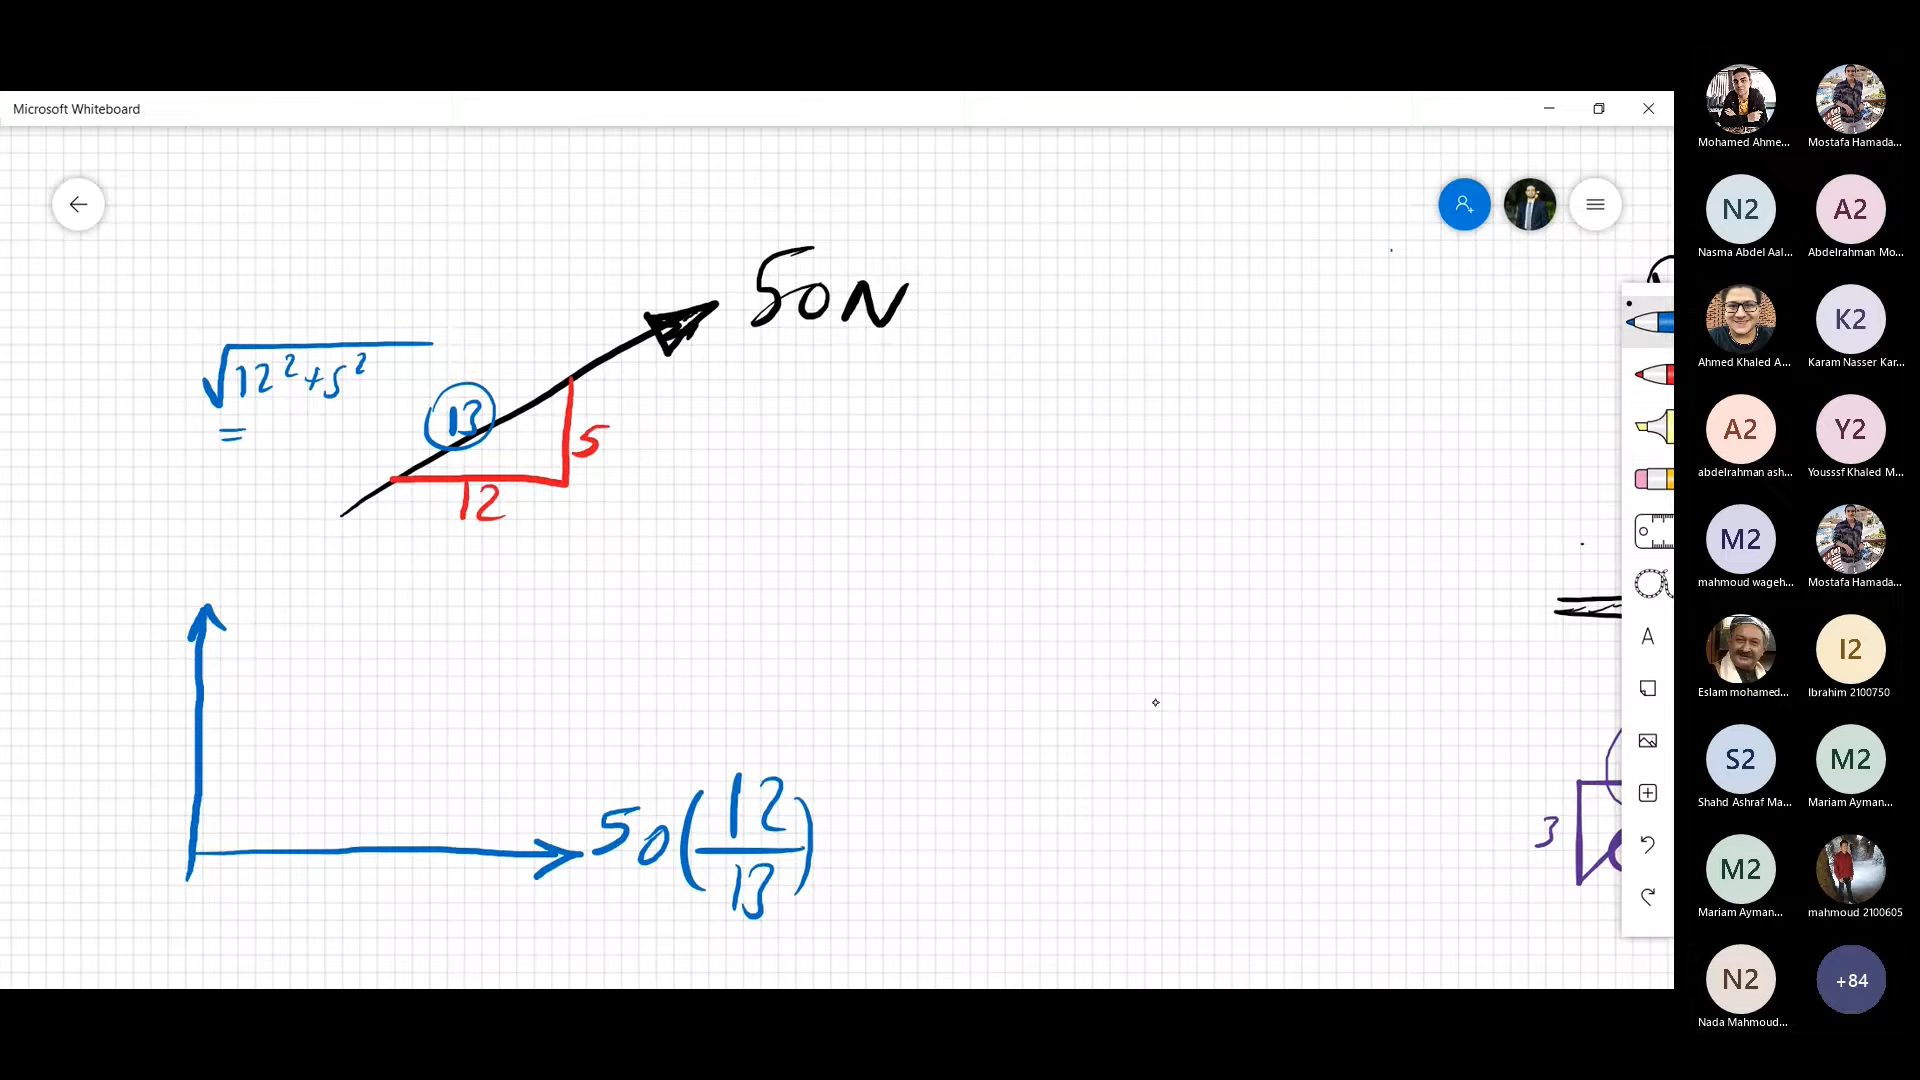 Microsoft Whiteboard
50N
√12²+5²
=
13
5
12
50(12/13)
3
A
Mohamed Ahme...
Mostafa Hamada...
N2
A2
Nasma Abdel Aal...
Abdelrahman Mo...
K2
Ahmed Khaled A...
Karam Nasser Kar...
A2
Y2
abdelrahman ash...
Yousssf Khaled M...
M2
mahmoud wageh...
Mostafa Hamada...
I2
Eslam mohamed...
Ibrahim 2100750
S2
M2
Shahd Ashraf Ma...
Mariam Ayman...
M2
Mariam Ayman...
mahmoud 2100605
N2
+84
Nada Mahmoud...